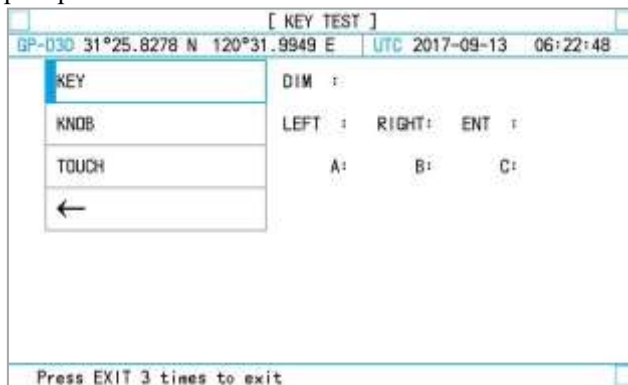 [ KEY TEST ]
GP-030 31°25.8278 N 120°31.9949 E UTC 2017-09-13 06:22:48
KEY DIM :
KNOB LEFT : RIGHT: ENT :
TOUCH A: B: C:
←
Press EXIT 3 times to exit